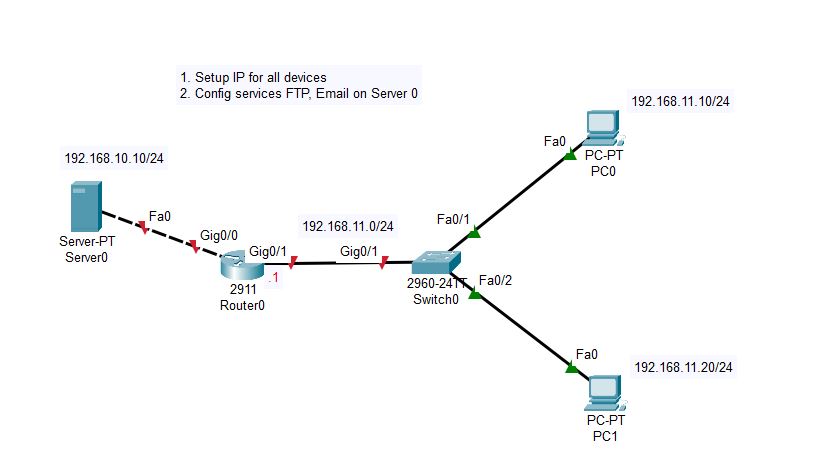 1. Setup IP for all devices
2. Config services FTP, Email on Server 0
192.168.11.10/24
Fa0
PC-PT
PC0
192.168.10.10/24
Fa0
Server-PT
Server0
Gig0/0
192.168.11.0/24
Fa0/1
Gig0/1
Gig0/1
.1
2911
Router0
2960-24TT
Switch0
Fa0/2
Fa0
192.168.11.20/24
PC-PT
PC1